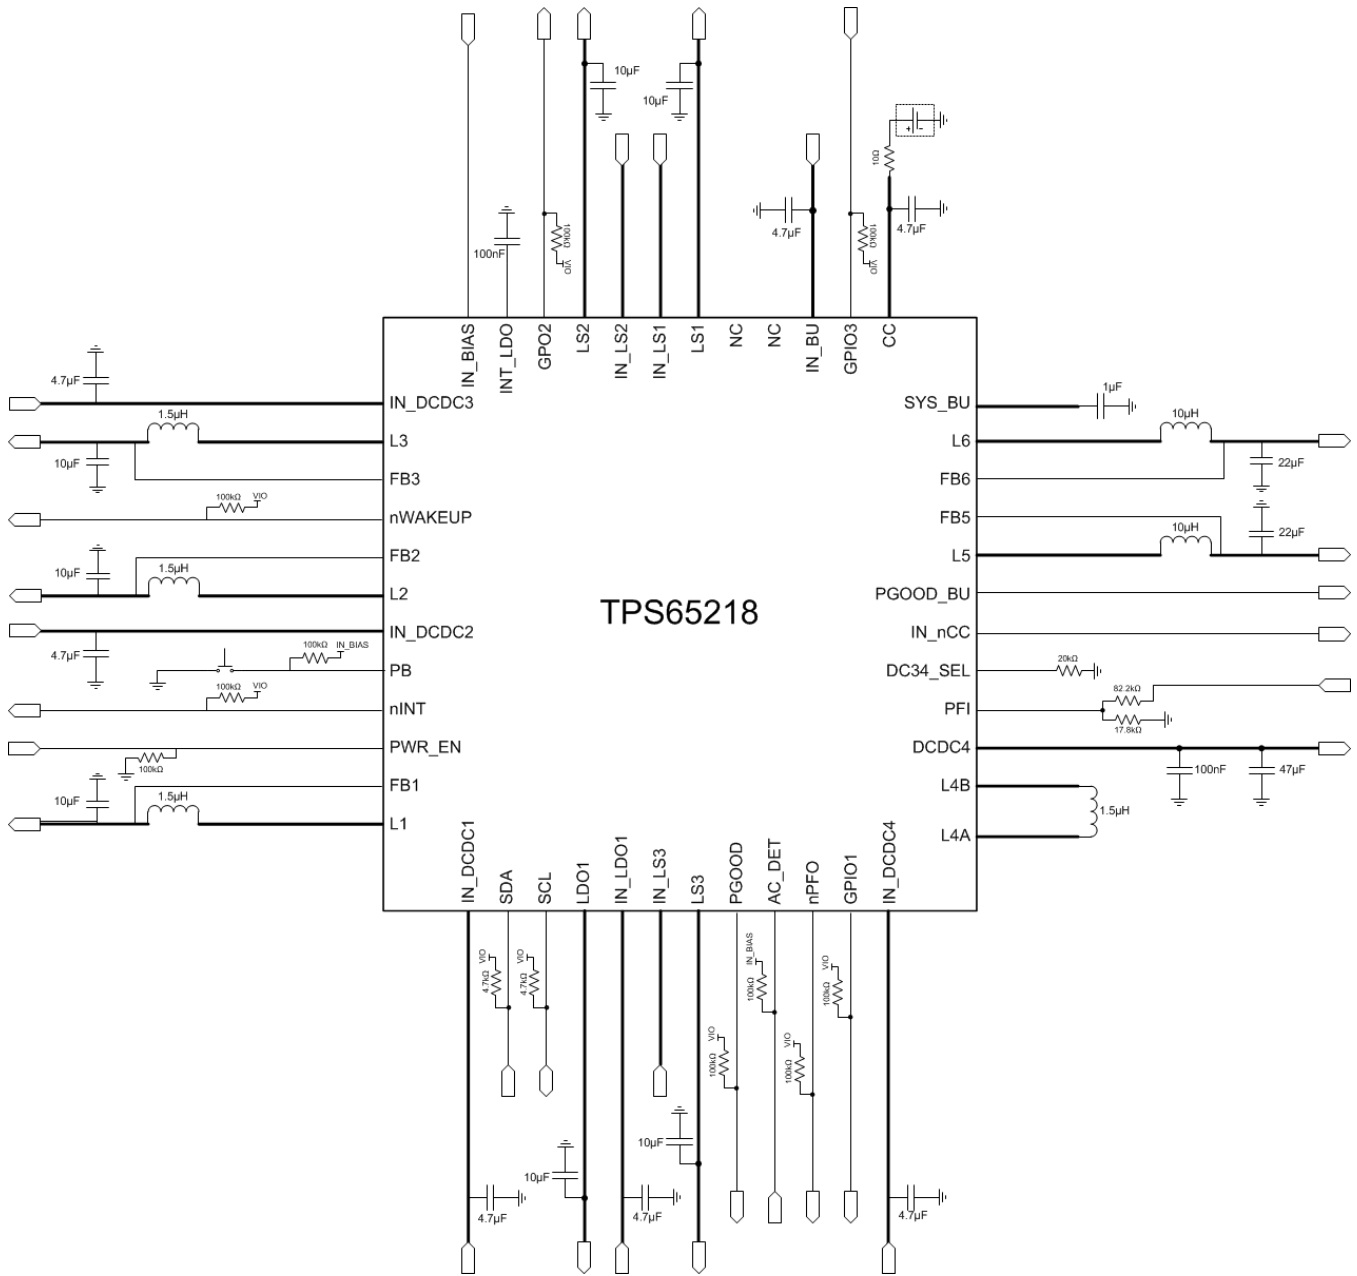 10µF
10µF
10Ω
+ -
100nF
100kΩ
VIO
4.7µF
100kΩ
VIO
4.7µF
IN_BIAS
INT_LDO
GPO2
LS2
IN_LS2
IN_LS1
LS1
NC
NC
IN_BU
GPIO3
CC
4.7µF
IN_DCDC3
SYS_BU
1µF
1.5µH
10µH
L3
L6
10µF
22µF
FB3
FB6
100kΩ
VIO
nWAKEUP
FB5
10µH
22µF
FB2
L5
10µF
1.5µH
L2
PGOOD_BU
TPS65218
IN_DCDC2
IN_nCC
4.7µF
100kΩ
IN_BIAS
PB
DC34_SEL
20kΩ
100kΩ
VIO
82.2kΩ
nINT
PFI
17.8kΩ
PWR_EN
DCDC4
100kΩ
100nF
47µF
FB1
L4B
10µF
1.5µH
1.5µH
L1
L4A
IN_DCDC1
SDA
SCL
LDO1
IN_LDO1
IN_LS3
LS3
PGOOD
AC_DET
nPFO
GPIO1
IN_DCDC4
VIO
4.7kΩ
VIO
4.7kΩ
IN_BIAS
100kΩ
VIO
100kΩ
VIO
100kΩ
VIO
100kΩ
10µF
10µF
4.7µF
4.7µF
4.7µF